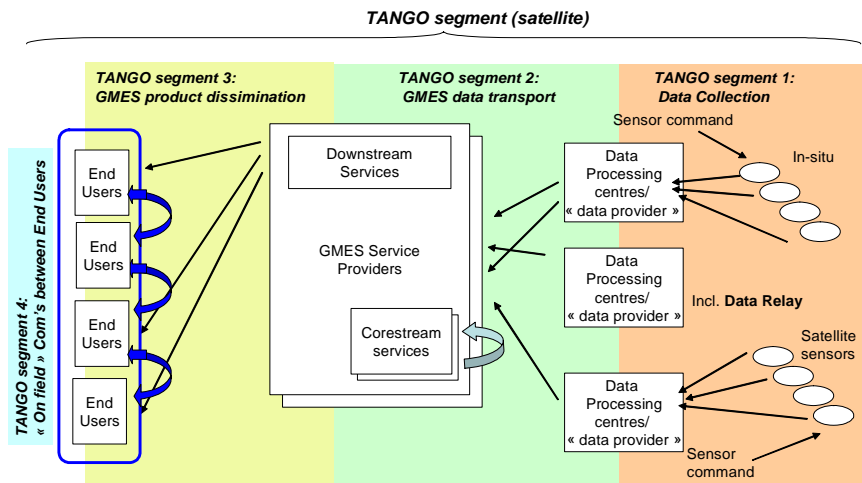 TANGO segment (satellite)
TANGO segment 3:
GMES product dissimination
TANGO segment 2:
GMES data transport
TANGO segment 1:
Data Collection
TANGO segment 4:
« On field » Com's between End Users
End
Users
End
Users
End
Users
End
Users
Downstream
Services
GMES Service
Providers
Corestream
services
Data
Processing
centres/
« data provider »
Data
Processing
centres/
« data provider »
Data
Processing
centres/
« data provider »
Sensor command
In-situ
Incl. Data Relay
Satellite
sensors
Sensor
command